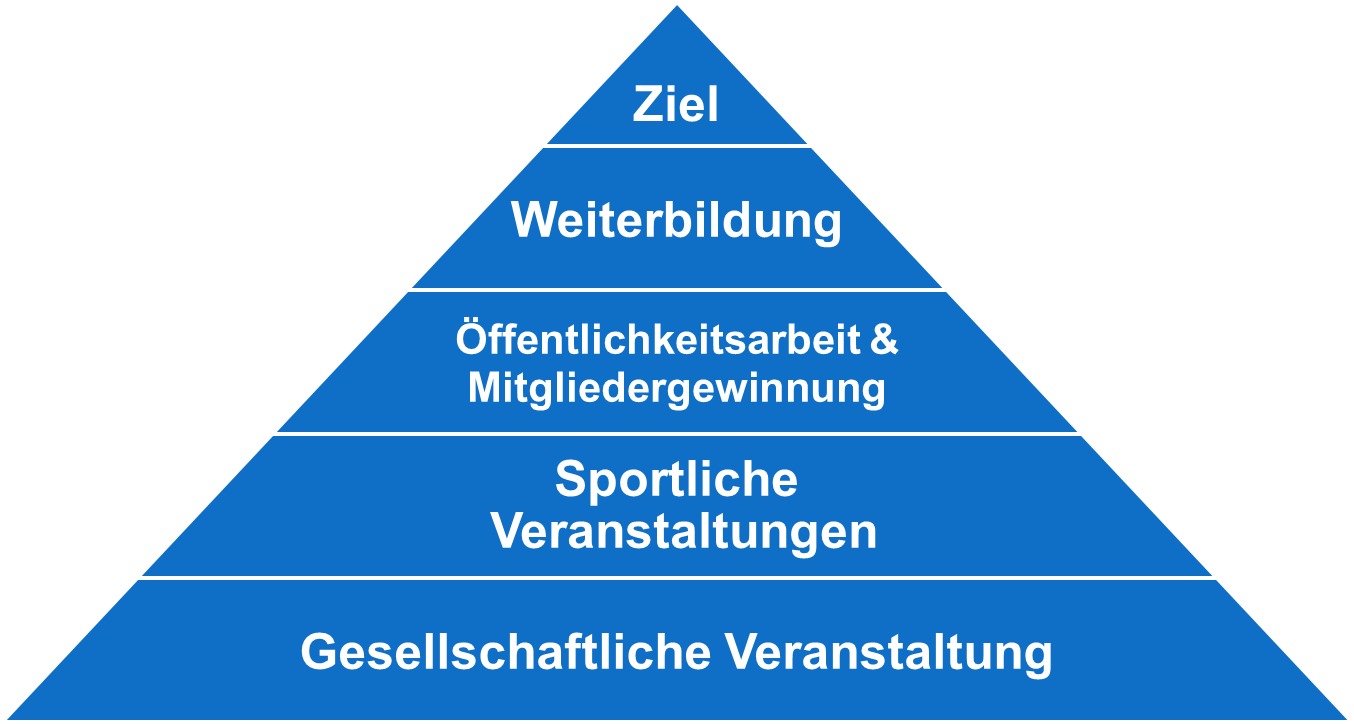 Ziel
Weiterbildung
Öffentlichkeitsarbeit &
Mitgliedergewinnung
Sportliche
Veranstaltungen
Gesellschaftliche Veranstaltung